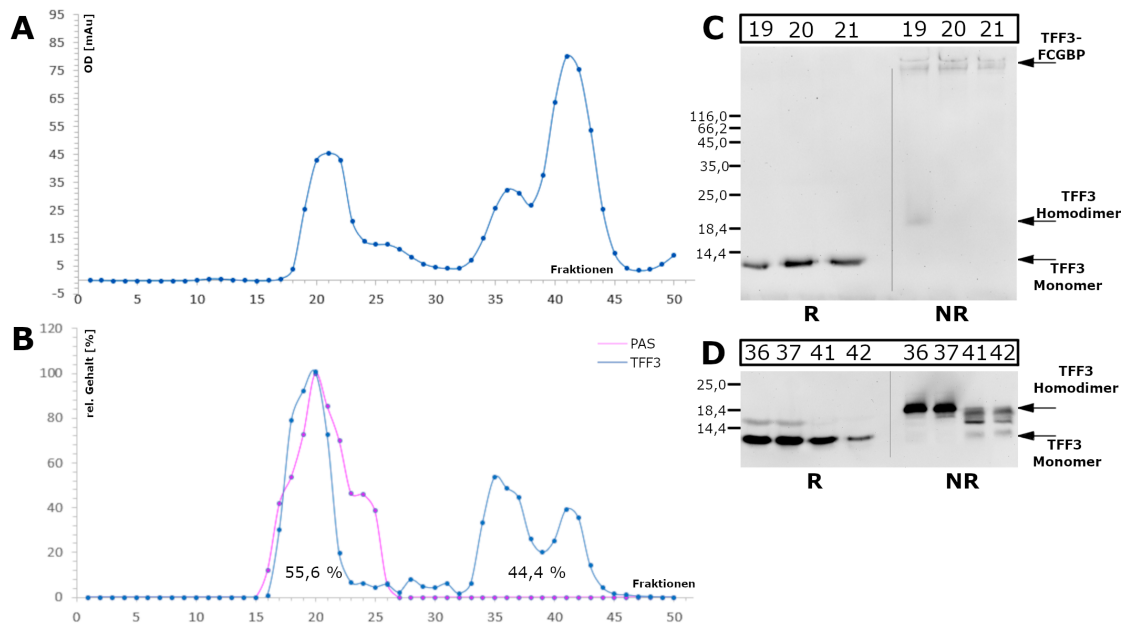 A
OD [mAu]
95
85
75
65
55
45
35
25
15
5
-5
Fraktionen
0 5 10 15 20 25 30 35 40 45 50
B
rel. Gehalt [%]
120
100
80
60
40
20
0
PAS
TFF3
55,6 %
44,4 %
Fraktionen
0 5 10 15 20 25 30 35 40 45 50
C
19 20 21 19 20 21
TFF3-
FCGBP
116,0
66,2
45,0
35,0
25,0
18,4
14,4
TFF3
Homodimer
TFF3
Monomer
R NR
D
36 37 41 42 36 37 41 42
25,0
18,4
14,4
TFF3
Homodimer
TFF3
Monomer
R NR